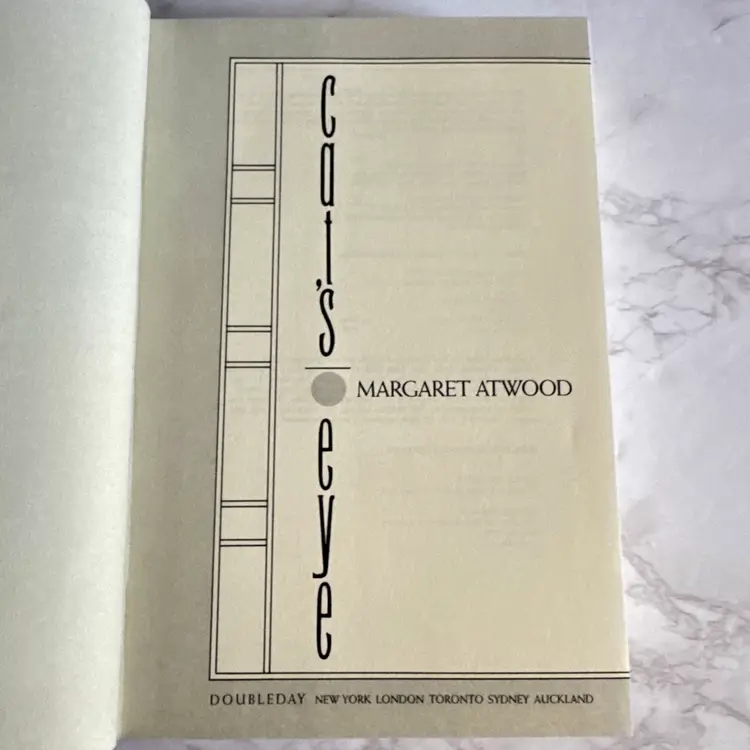 cat's
MARGARET ATWOOD
eye
DOUBLEDAY NEW YORK LONDON TORONTO SYDNEY AUCKLAND